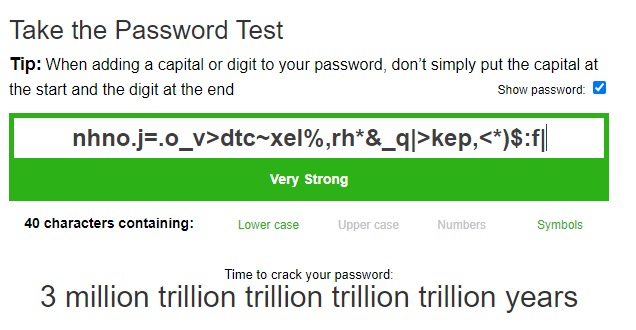 Take the Password Test
Tip: When adding a capital or digit to your password, don’t simply put the capital at
the start and the digit at the end
Show password:
nhno.j=.o_v>dtc~xel%,rh*&_q|>kep,<*)$:f|
Very Strong
40 characters containing: Lower case Upper case Numbers Symbols
Time to crack your password:
3 million trillion trillion trillion trillion years